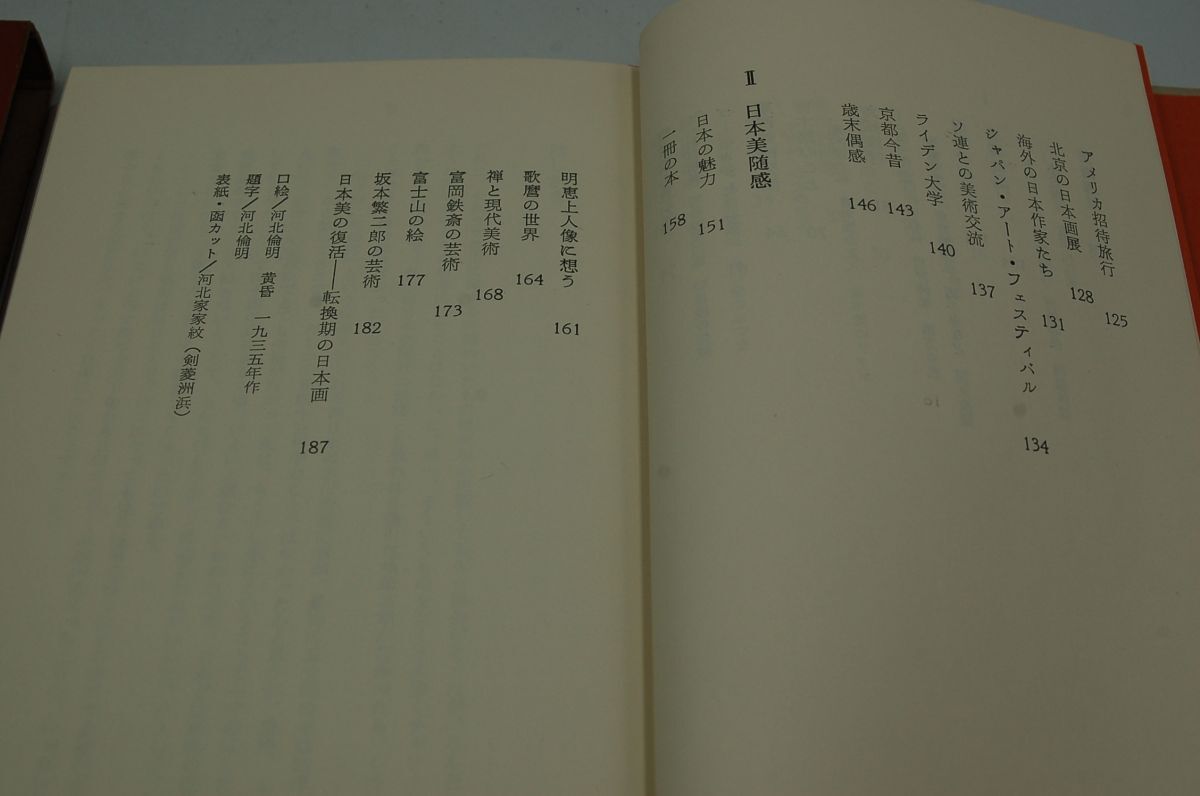 アメリカ招待旅行 125
北京の日本画展 128
海外の日本作家たち 131
ジャパン・アート・フェスティバル 134
ソ連との美術交流 137
ライデン大学 140
京都今昔 143
歳末偶感 146
Ⅱ 日本美随感
日本の魅力 151
一冊の本 158
明恵上人像に想う 161
歌麿の世界 164
禅と現代美術 168
富岡鉄斎の芸術 173
富士山の絵 177
坂本繁二郎の芸術 182
日本美の復活――転換期の日本画 187
口絵/河北倫明 黄昏 一九三五年作
題字/河北倫明
表紙・函カット/河北家家紋(剣菱洲浜)